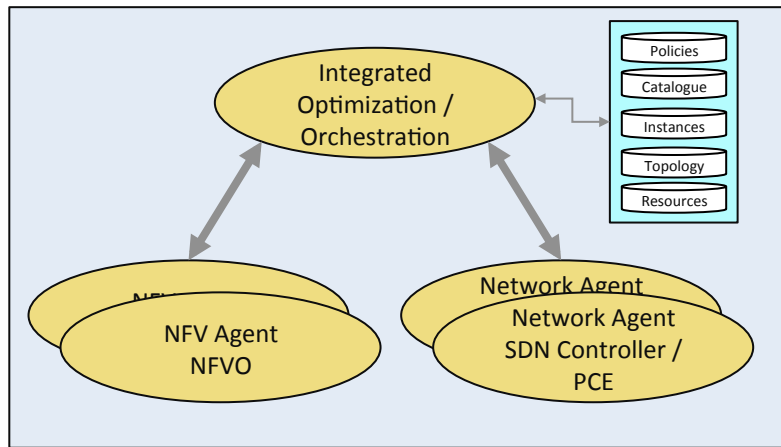 Integrated
Optimization /
Orchestration
Policies
Catalogue
Instances
Topology
Resources
NFV Agent
NFVO
Network Agent
Network Agent
SDN Controller /
PCE